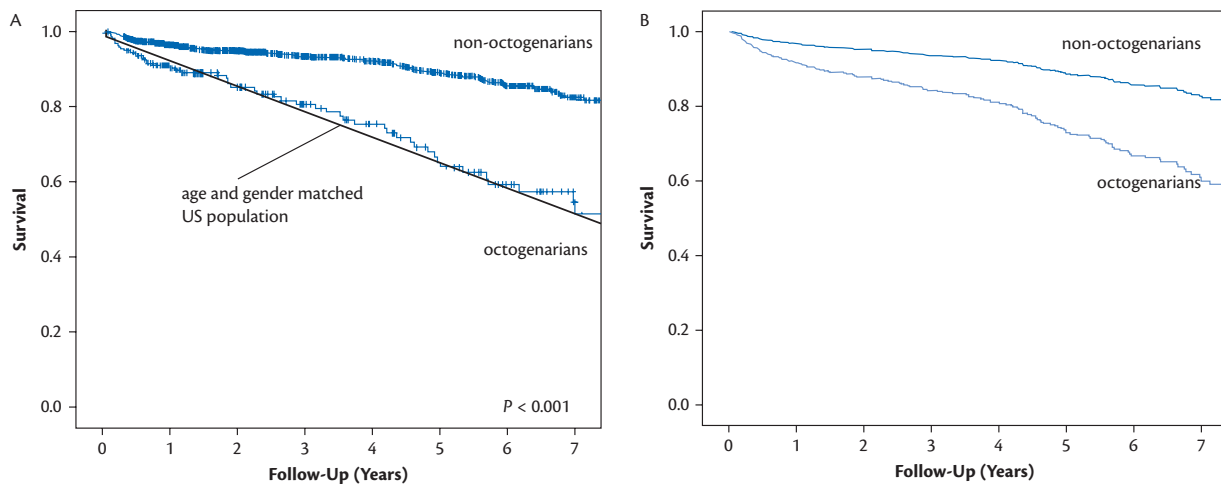 A
1.0
0.8
0.6
0.4
0.2
0.0
Survival
non-octogenarians
age and gender matched
US population
octogenarians
P < 0.001
0 1 2 3 4 5 6 7
Follow-Up (Years)
B
1.0
0.8
0.6
0.4
0.2
0.0
Survival
non-octogenarians
octogenarians
0 1 2 3 4 5 6 7
Follow-Up (Years)